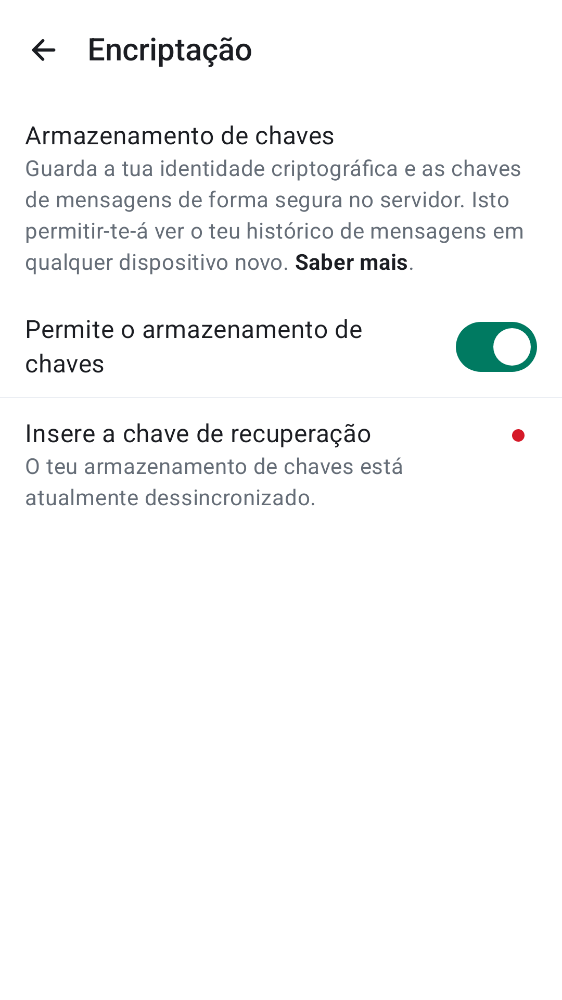 Encriptação
Armazenamento de chaves
Guarda a tua identidade criptográfica e as chaves
de mensagens de forma segura no servidor. Isto
permitir-te-á ver o teu histórico de mensagens em
qualquer dispositivo novo. Saber mais.
Permite o armazenamento de
chaves
Insere a chave de recuperação
O teu armazenamento de chaves está
atualmente dessincronizado.